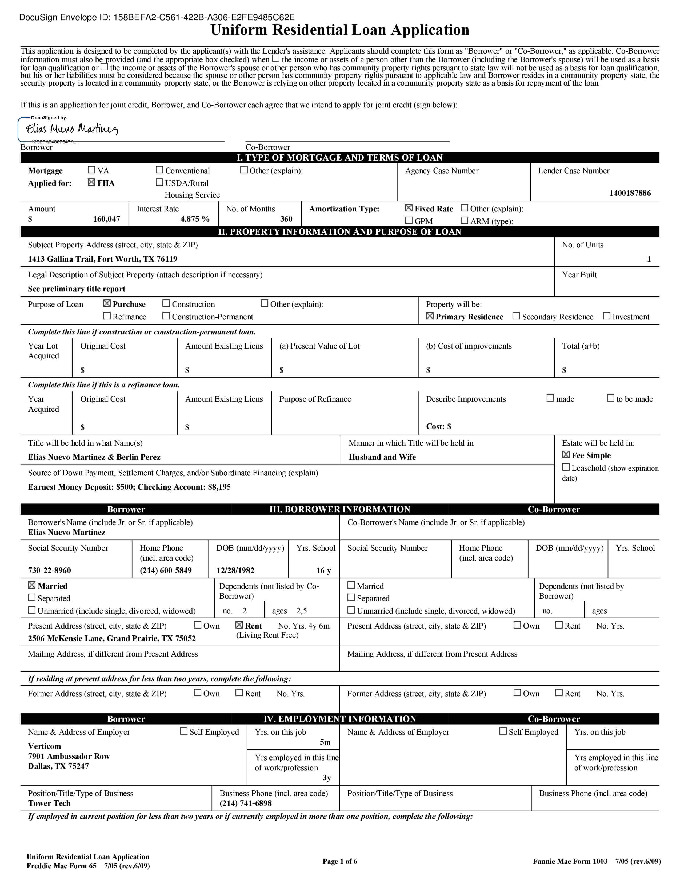 DocuSign Envelope ID: 158BEFA2-C561-422B-A306-E2FE9485C62E
Uniform Residential Loan Application
This application is designed to be completed by the applicant(s) with the Lender's assistance. Applicants should complete this form as "Borrower" or "Co-Borrower," as applicable. Co-Borrower
information must also be provided (and the appropriate box checked) when ☐ the income or assets of a person other than the Borrower (including the Borrower's spouse) will be used as a basis
for loan qualification or ☐ the income or assets of the Borrower's spouse or other person who has community property rights pursuant to state law will not be used as a basis for loan qualification,
but his or her liabilities must be considered because the spouse or other person has community property rights pursuant to applicable law and Borrower resides in a community property state, the
security property is located in a community property state, or the Borrower is relying on other property located in a community property state as a basis for repayment of the loan
If this is an application for joint credit, Borrower, and Co-Borrower each agree that we intend to apply for joint credit (sign below):
DocuSigned by
Elias Nuevo Martinez
Borrower Co-Borrower
I. TYPE OF MORTGAGE AND TERMS OF LOAN
Mortgage ☐ VA ☐ Conventional ☐ Other (explain) Agency Case Number Lender Case Number
Applied for: ☒ FHA ☐ USDA/Rural
Housing Service 1400187886
Amount Interest Rate No. of Months Amortization Type: ☒ Fixed Rate ☐ Other (explain):
$ 160,047 4.875 % 360 ☐ GPM ☐ ARM (type):
II. PROPERTY INFORMATION AND PURPOSE OF LOAN
Subject Property Address (street, city, state & ZIP) No. of Units
1413 Gallina Trail, Fort Worth, TX 76119 1
Legal Description of Subject Property (attach description if necessary) Year Built
See preliminary title report
Purpose of Loan ☒ Purchase ☐ Construction ☐ Other (explain): Property will be:
☐ Refinance ☐ Construction-Permanent ☒ Primary Residence ☐ Secondary Residence ☐ Investment
Complete this line if construction or construction-permanent loan.
Year Lot Original Cost Amount Existing Liens (a) Present Value of Lot (b) Cost of improvements Total (a+b)
Acquired
$ $ $ $ $
Complete this line if this is a refinance loan.
Year Original Cost Amount Existing Liens Purpose of Refinance Describe Improvements ☐ made ☐ to be made
Acquired
$ $ Cost: $
Title will be held in what Name(s) Manner in which Title will be held in Estate will be held in:
Elias Nuevo Martinez & Berlin Perez Husband and Wife ☒ Fee Simple
Source of Down Payment, Settlement Charges, and/or Subordinate Financing (explain) ☐ Leasehold (show expiration
date)
Earnest Money Deposit: $500; Checking Account: $8,195
Borrower III. BORROWER INFORMATION Co-Borrower
Borrower's Name (include Jr. or Sr. if applicable) Co-Borrower's Name (include Jr. or Sr. if applicable)
Elias Nuevo Martinez
Social Security Number Home Phone DOB (mm/dd/yyyy) Yrs. School Social Security Number Home Phone DOB (mm/dd/yyyy) Yrs. School
(incl. area code) (incl. area code)
730-22-8960 (214) 600-5849 12/28/1982 16 y
☒ Married Dependents (not listed by Co- ☐ Married Dependents (not listed by
☐ Separated Borrower) ☐ Separated Borrower)
☐ Unmarried (include single, divorced, widowed) no. 2 ages 2,5 ☐ Unmarried (include single, divorced, widowed) no. ages
Present Address (street, city, state & ZIP) ☐ Own ☒ Rent No. Yrs. 4y 6m Present Address (street, city, state & ZIP) ☐ Own ☐ Rent No. Yrs.
2506 McKensie Lane, Grand Prairie, TX 75052 (Living Rent Free)
Mailing Address, if different from Present Address Mailing Address, if different from Present Address
If residing at present address for less than two years, complete the following:
Former Address (street, city, state & ZIP) ☐ Own ☐ Rent No. Yrs. Former Address (street, city, state & ZIP) ☐ Own ☐ Rent No. Yrs.
Borrower IV. EMPLOYMENT INFORMATION Co-Borrower
Name & Address of Employer ☐ Self Employed Yrs. on this job Name & Address of Employer ☐ Self Employed Yrs. on this job
5m
Verticom
7901 Ambassador Row Yrs employed in this line Yrs employed in this line
Dallas, TX 75247 of work/profession of work/profession
3y
Position/Title/Type of Business Business Phone (incl. area code) Position/Title/Type of Business Business Phone (incl. area code)
Tower Tech (214) 741-6898
If employed in current position for less than two years or if currently employed in more than one position, complete the following:
Uniform Residential Loan Application
Freddie Mac Form 65 7/05 (rev.6/09) Page 1 of 6 Fannie Mae Form 1003 7/05 (rev.6/09)